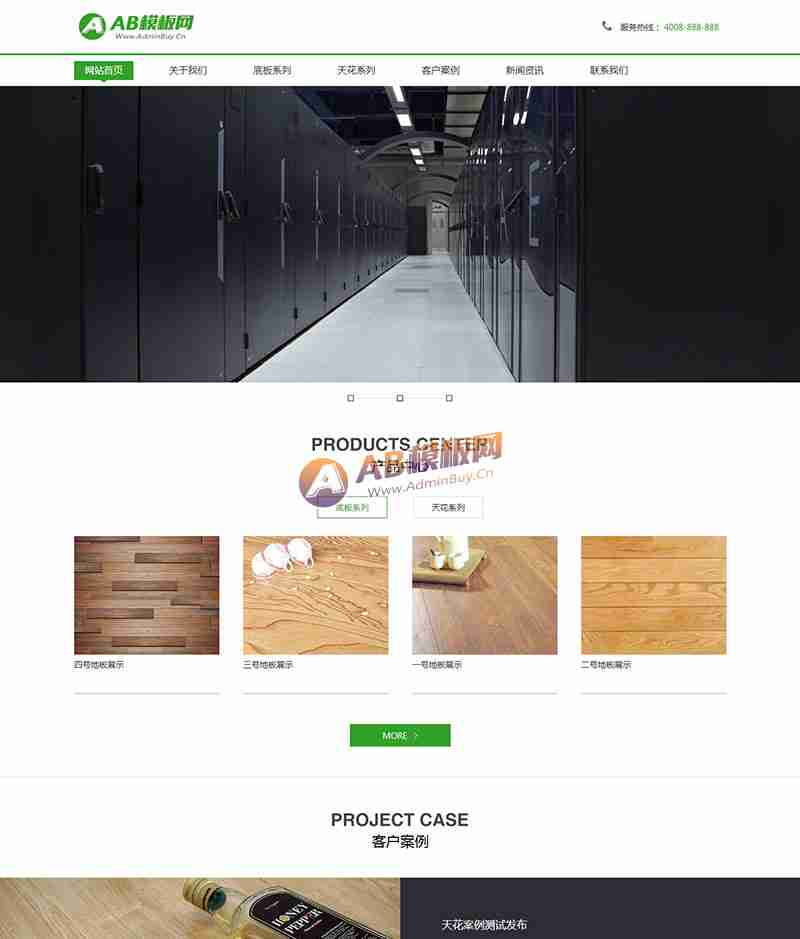 AB模板网
Www.AdminBuy.Cn
服务热线: 4008-888-888
网站首页 关于我们 底板系列 天花系列 客户案例 新闻资讯 联系我们
PRODUCTS CENTER
产品中心
AB模板网
Www.AdminBuy.Cn
底板系列 天花系列
四号地板展示 三号地板展示 一号地板展示 二号地板展示
MORE >
PROJECT CASE
客户案例
HONEY
PEPPER
天花案例测试发布